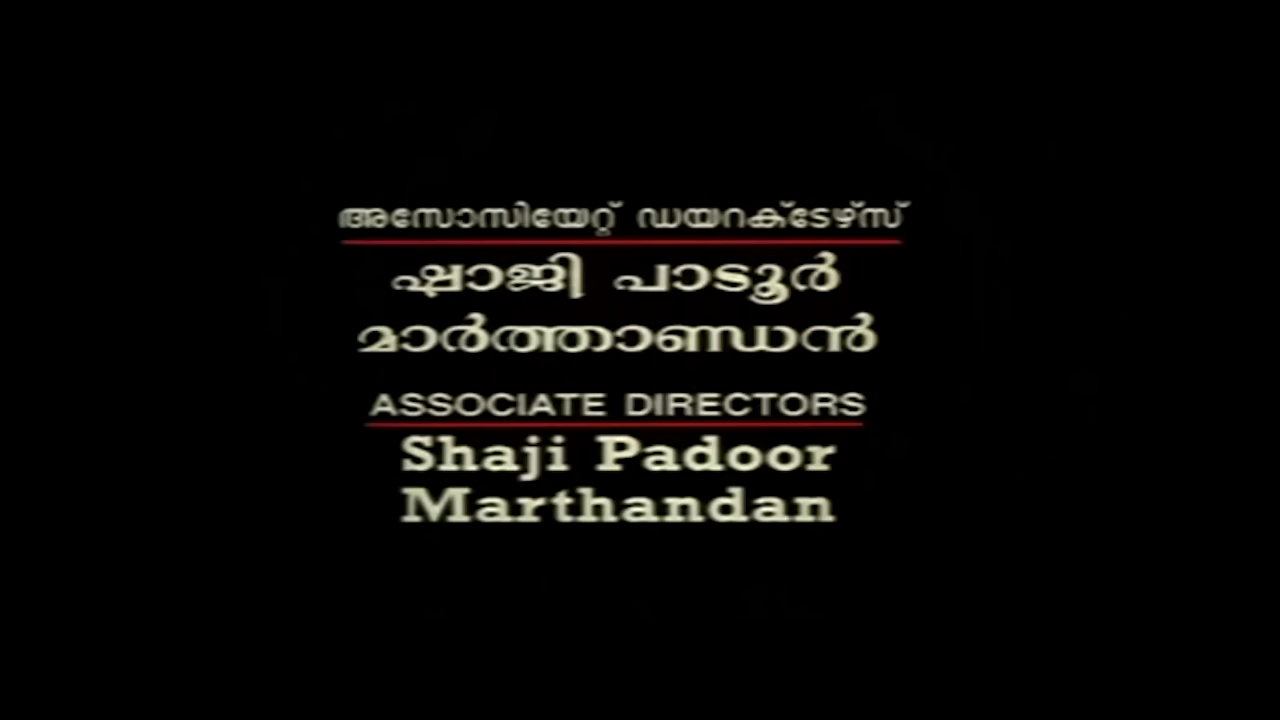 അസോസിയേറ്റ് ഡയറക്ടേഴ്സ്
ഷാജി പാടൂർ
മാർത്താണ്ഡൻ
ASSOCIATE DIRECTORS
Shaji Padoor
Marthandan